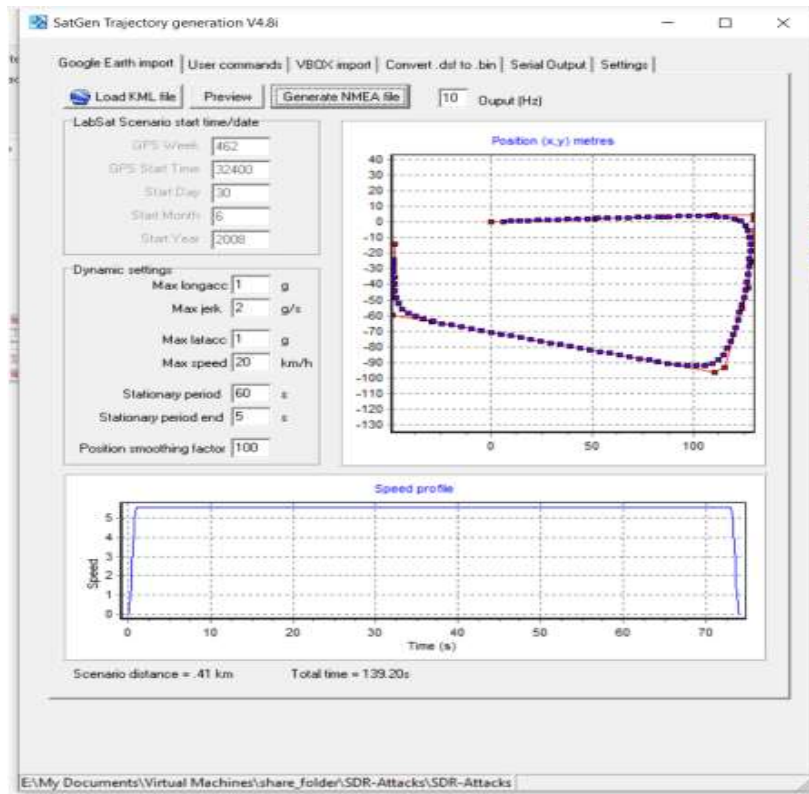 SatGen Trajectory generation V4.8i
Google Earth import User commands VBOX import Convert .dsf to .bin Serial Output Settings
Load KML file Preview Generate NMEA file 10 Ouput (Hz)
LabSat Scenario start time/date
GPS Week 462
GPS Start Time 32400
Start Day 30
Start Month 6
Start Year 2008
Dynamic settings
Max longacc 1 g
Max jerk 2 g/s
Max latacc 1 g
Max speed 20 km/h
Stationary period 60 s
Stationary period end 5 s
Position smoothing factor 100
Position (x,y) metres
40
30
20
10
0
-10
-20
-30
-40
-50
-60
-70
-80
-90
-100
-110
-120
-130
0 50 100
Speed profile
Speed
5
4
3
2
1
0
0 10 20 30 40 50 60 70
Time (s)
Scenario distance = .41 km Total time = 139.20s
E:\My Documents\Virtual Machines\share_folder\SDR-Attacks\SDR-Attacks